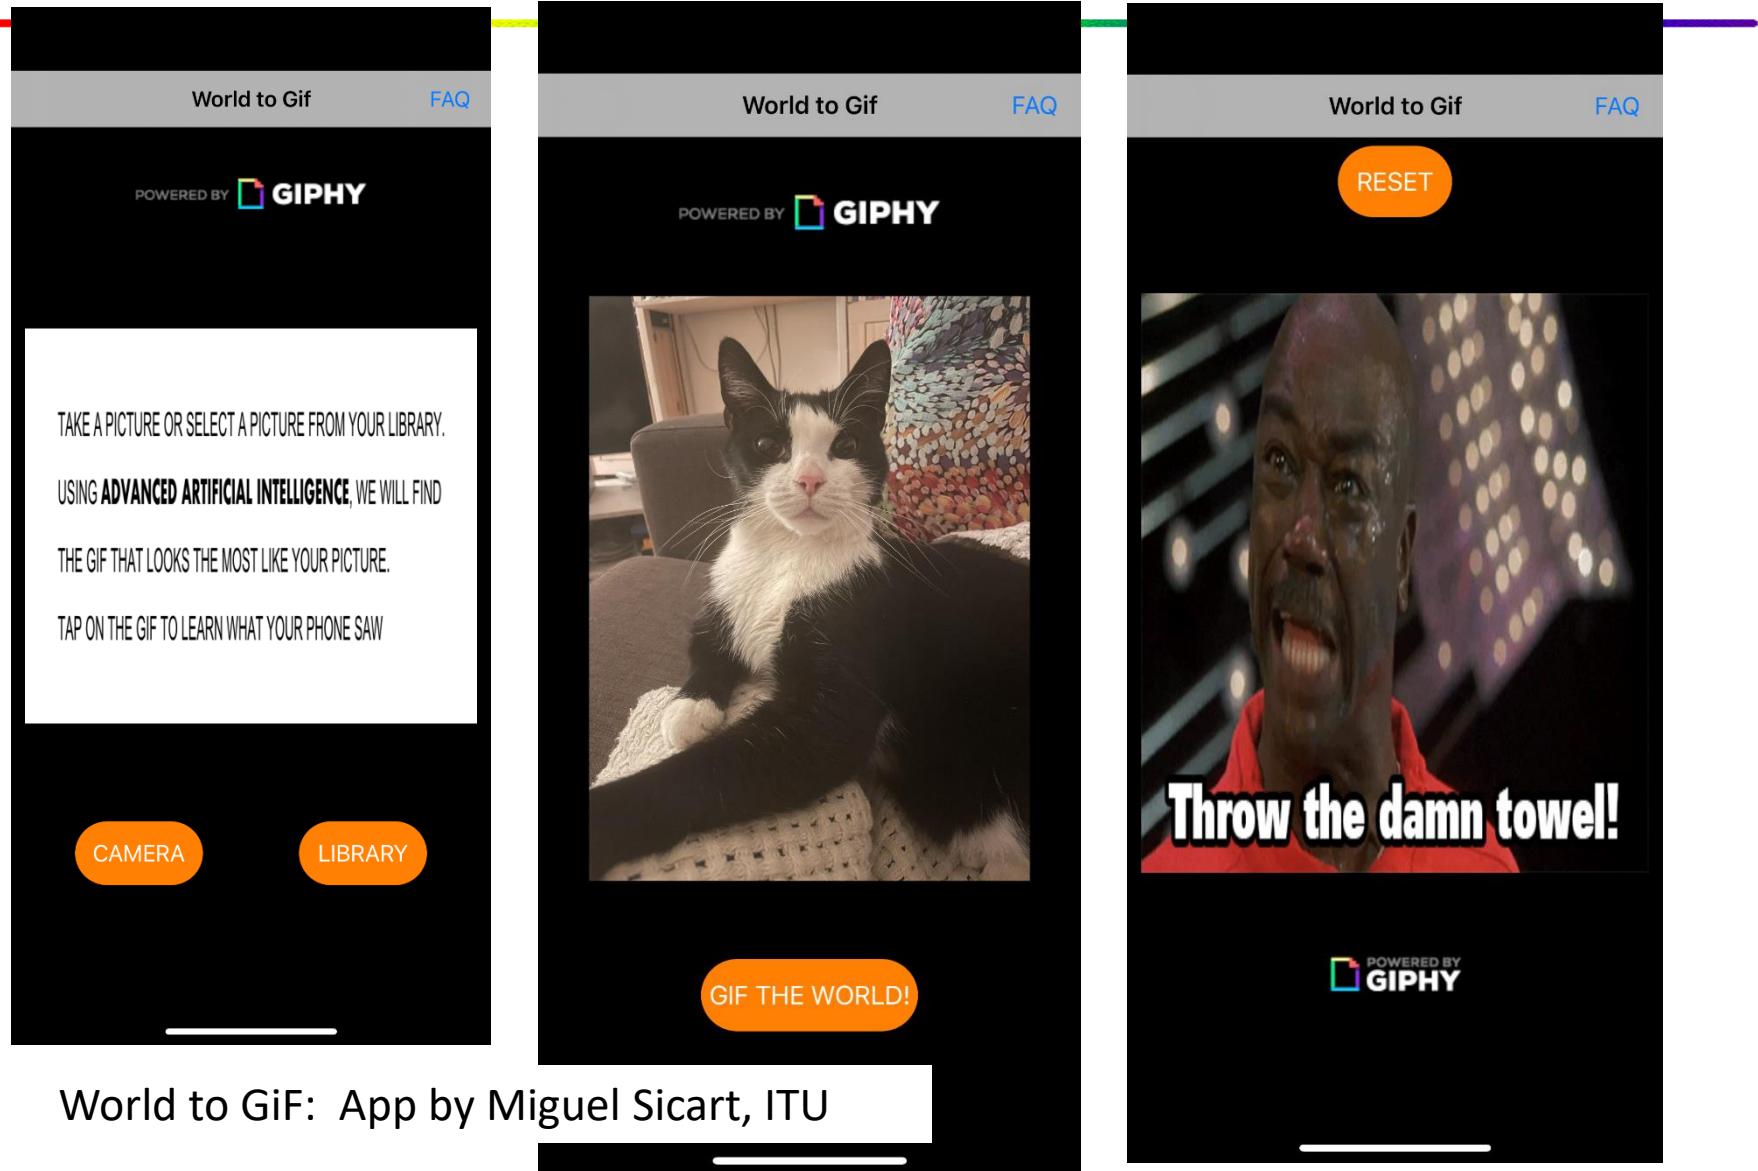 World to Gif FAQ
POWERED BY GIPHY
TAKE A PICTURE OR SELECT A PICTURE FROM YOUR LIBRARY.
USING ADVANCED ARTIFICIAL INTELLIGENCE, WE WILL FIND
THE GIF THAT LOOKS THE MOST LIKE YOUR PICTURE.
TAP ON THE GIF TO LEARN WHAT YOUR PHONE SAW
CAMERA LIBRARY
World to Gif FAQ
POWERED BY GIPHY
GIF THE WORLD!
World to Gif FAQ
RESET
Throw the damn towel!
POWERED BY
GIPHY
World to GiF: App by Miguel Sicart, ITU